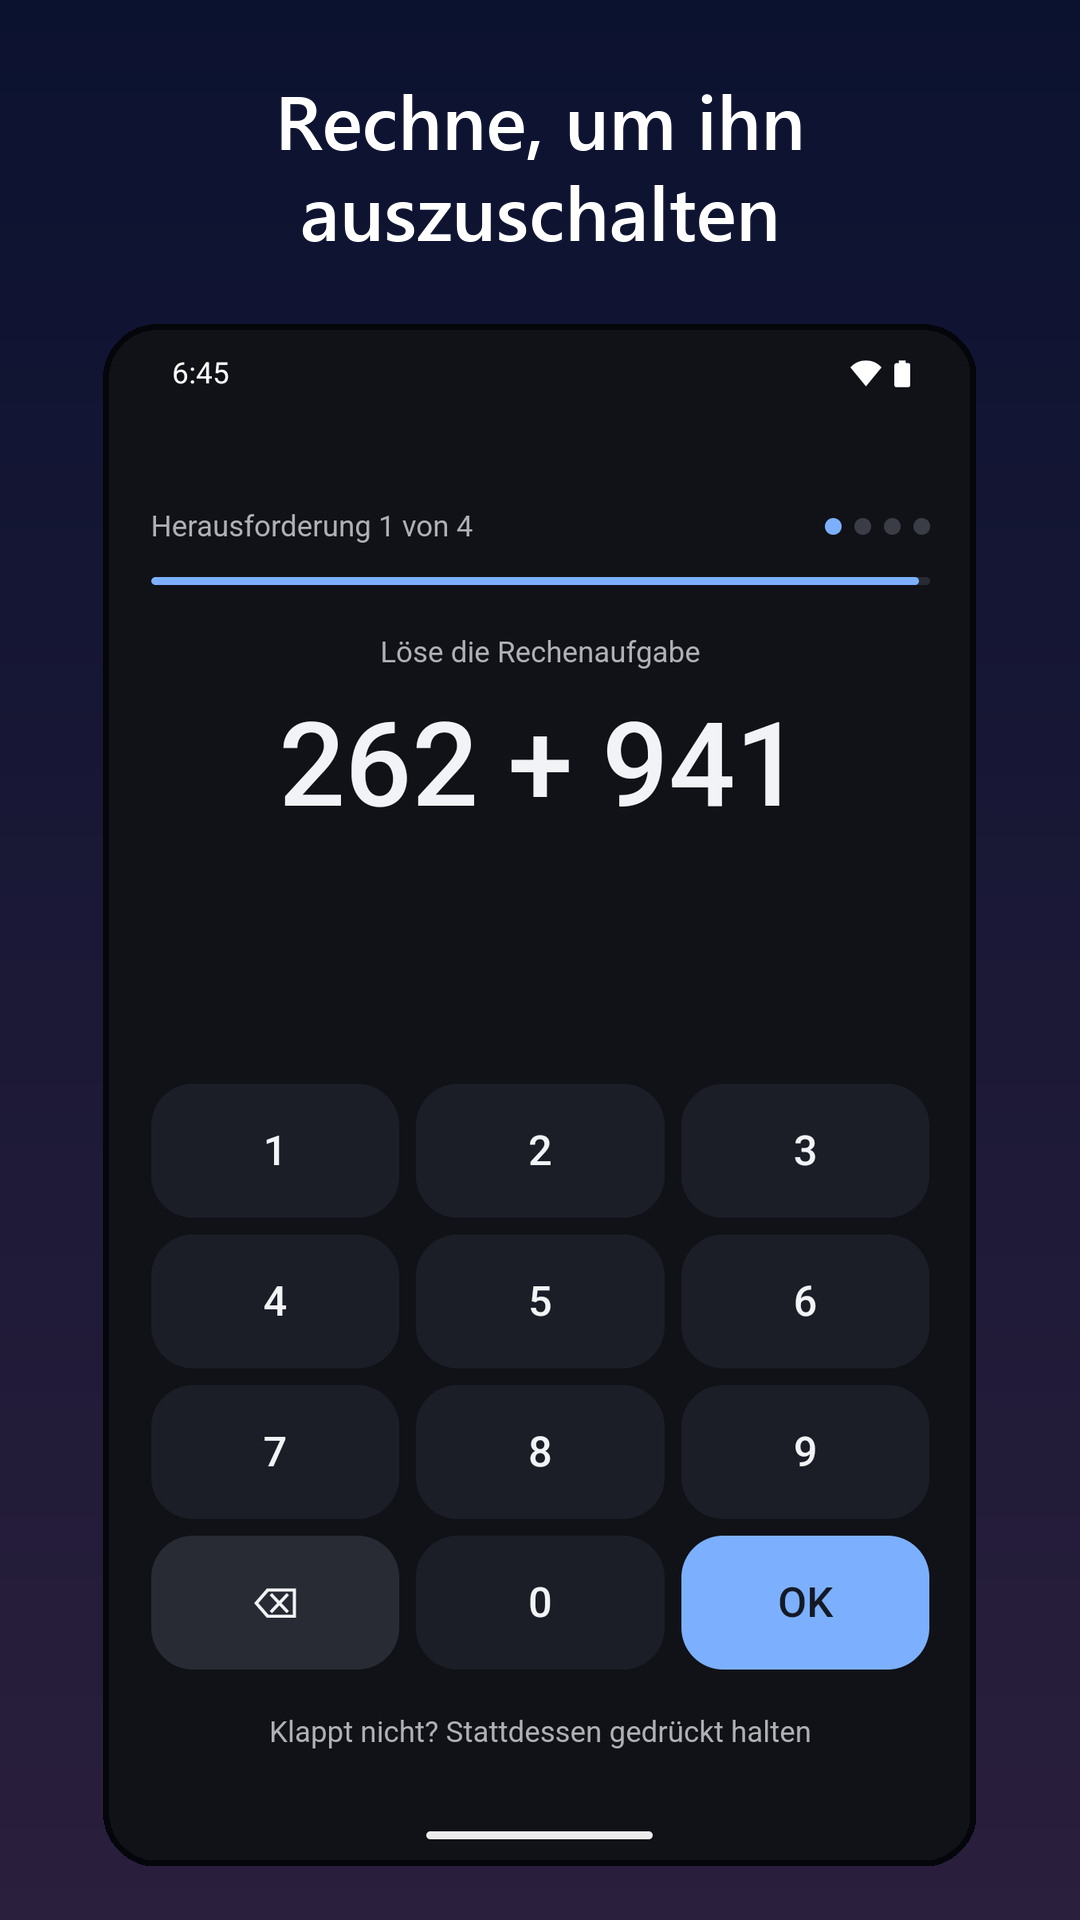 Rechne, um ihn
auszuschalten
6:45
Herausforderung 1 von 4
Löse die Rechenaufgabe
262 + 941
1 2 3
4 5 6
7 8 9
0 OK
Klappt nicht? Stattdessen gedrückt halten